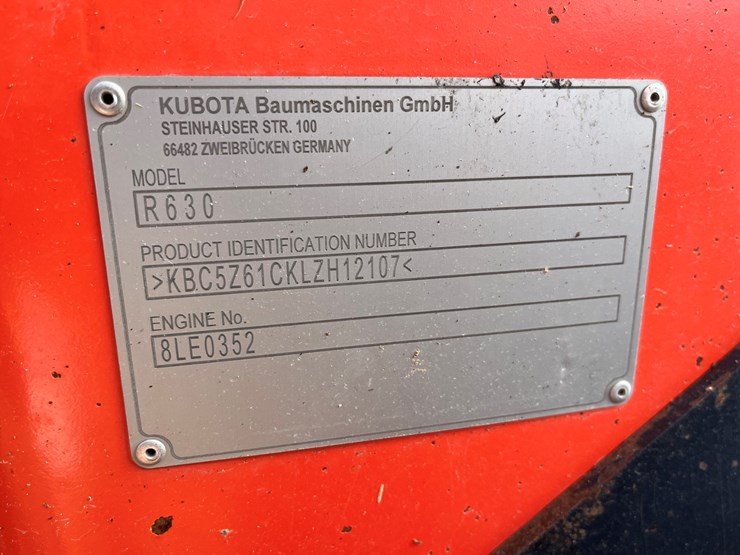 KUBOTA Baumaschinen GmbH
STEINHAUSER STR. 100
66482 ZWEIBRÜCKEN GERMANY
MODEL
R630
PRODUCT IDENTIFICATION NUMBER
>KBC5Z61CKLZH12107<
ENGINE No.
8LE0352